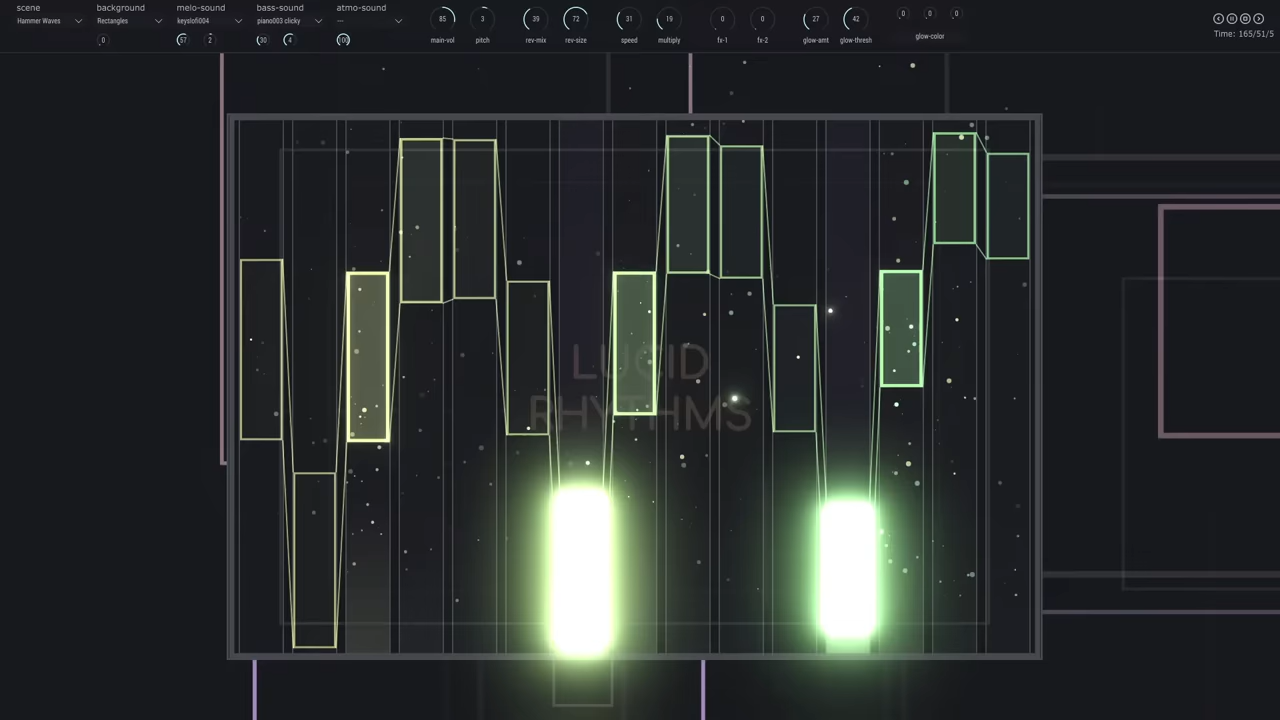 scene
background
melo-sound
bass-sound
atmo-sound
Hammer Waves
Rectangles
keyslofi004
piano003 clicky
---
0
57
2
30
4
100
85
3
39
72
31
19
0
0
27
42
0
0
0
main-vol
pitch
rev-mix
rev-size
speed
multiply
fx-1
fx-2
glow-amt
glow-thresh
glow-color
Time: 165/51/5
LUCID
RHYTHMS